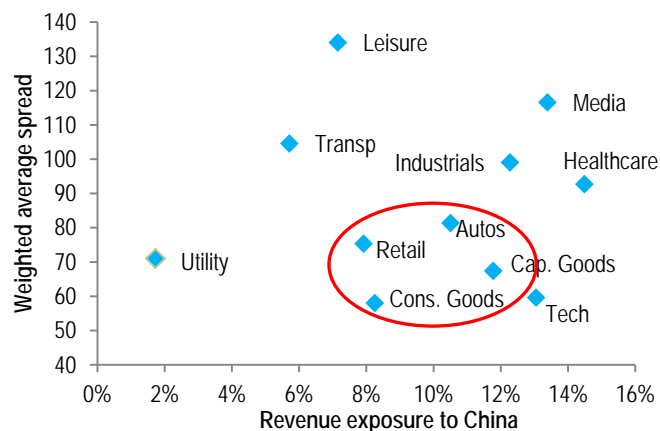 Weighted average spread
140
130
120
110
100
90
80
70
60
50
40
Leisure
Media
Transp
Industrials
Healthcare
Autos
Retail
Utility
Cap. Goods
Cons. Goods
Tech
0% 2% 4% 6% 8% 10% 12% 14% 16%
Revenue exposure to China